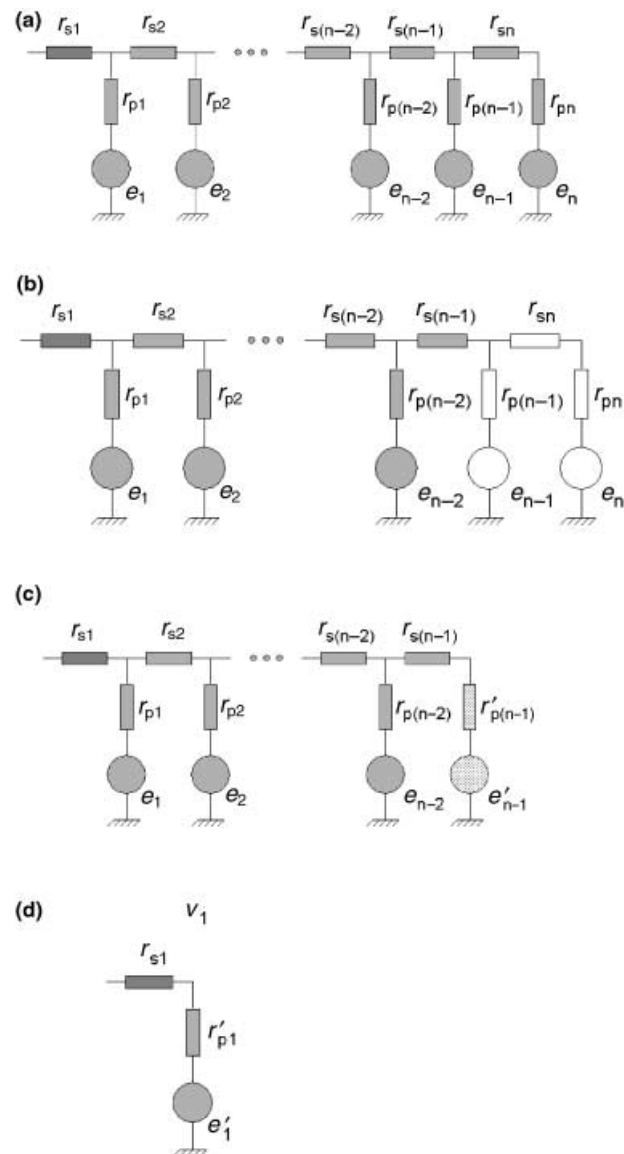 (a)
r_s1 r_s2 r_s(n–2) r_s(n–1) r_sn
r_p1 r_p2 r_p(n–2) r_p(n–1) r_pn
e_1 e_2 e_n–2 e_n–1 e_n
(b)
r_s1 r_s2 r_s(n–2) r_s(n–1) r_sn
r_p1 r_p2 r_p(n–2) r_p(n–1) r_pn
e_1 e_2 e_n–2 e_n–1 e_n
(c)
r_s1 r_s2 r_s(n–2) r_s(n–1)
r_p1 r_p2 r_p(n–2) r′_p(n–1)
e_1 e_2 e_n–2 e′_n–1
(d) v_1
r_s1
r′_p1
e′_1